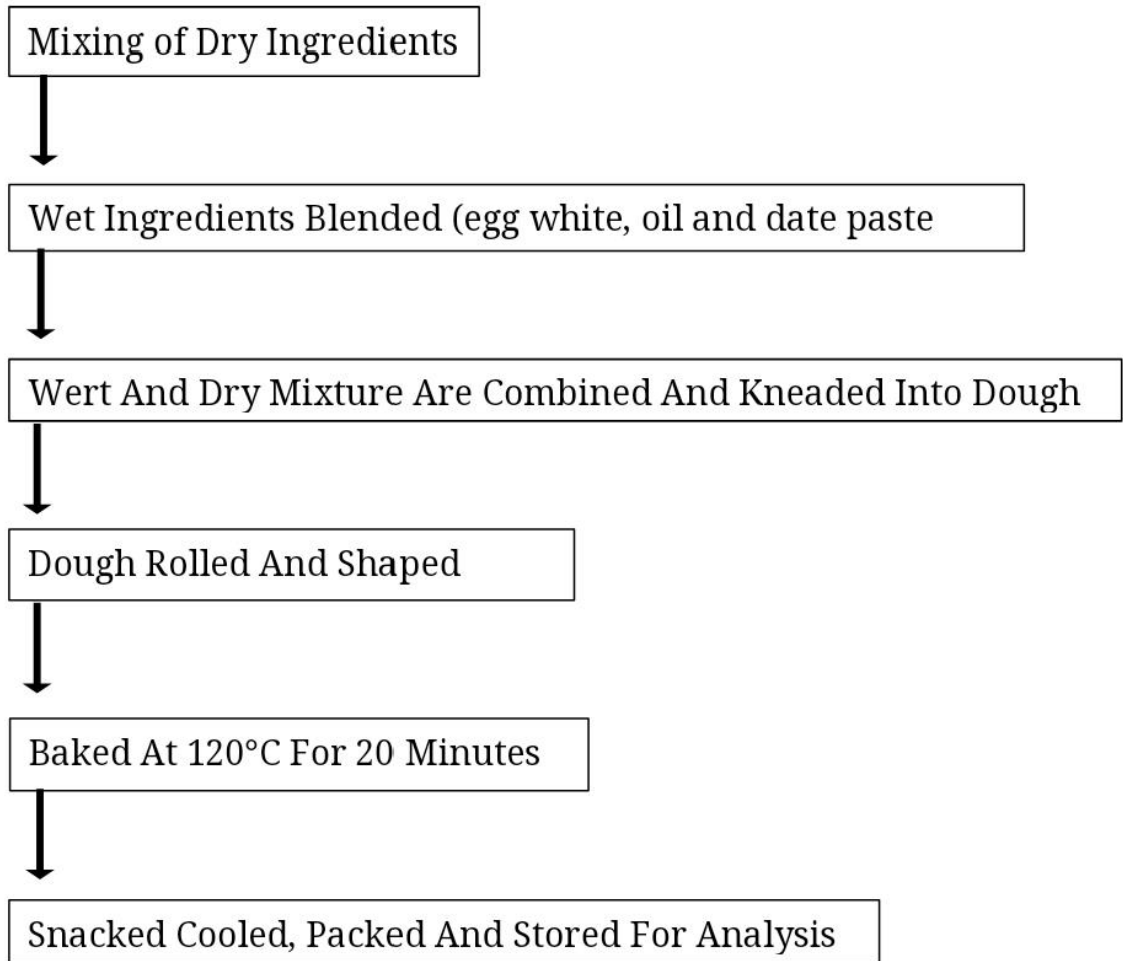 Mixing of Dry Ingredients
Wet Ingredients Blended (egg white, oil and date paste
Wert And Dry Mixture Are Combined And Kneaded Into Dough
Dough Rolled And Shaped
Baked At 120°C For 20 Minutes
Snacked Cooled, Packed And Stored For Analysis